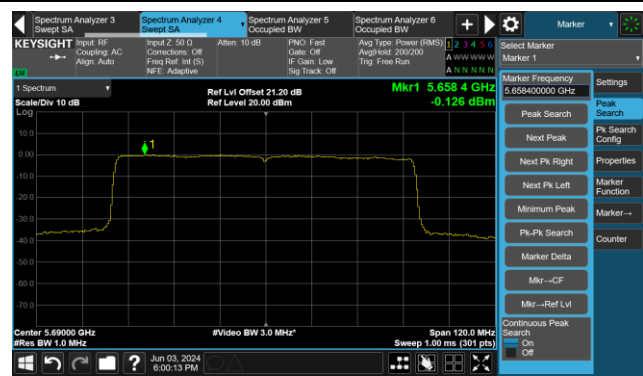 Spectrum Analyzer 3
Swept SA
Spectrum Analyzer 4
Swept SA
Spectrum Analyzer 5
Occupied BW
Spectrum Analyzer 6
Occupied BW
Marker
KEYSIGHT
Input: RF
Coupling: AC
Align: Auto
Input Z: 50 Ω
Corrections: Off
Freq Ref: Int (S)
NFE: Adaptive
Atten: 10 dB
PNO: Fast
Gate: Off
IF Gain: Low
Sig Track: Off
Avg Type: Power (RMS)
Avg|Hold: 200/200
Trig: Free Run
1 2 3 4 5 6
A W W W W W
A N N N N N
LXI
Select Marker
Marker 1
1 Spectrum
Scale/Div 10 dB
Log
Ref Lvl Offset 21.20 dB
Ref Level 20.00 dBm
Mkr1 5.658 4 GHz
-0.126 dBm
10.0
0.00
-10.0
-20.0
-30.0
-40.0
-50.0
-60.0
-70.0
1
Center 5.69000 GHz
#Res BW 1.0 MHz
#Video BW 3.0 MHz*
Span 120.0 MHz
Sweep 1.00 ms (301 pts)
Marker Frequency
5.658400000 GHz
Peak Search
Next Peak
Next Pk Right
Next Pk Left
Minimum Peak
Pk-Pk Search
Marker Delta
Mkr→CF
Mkr→Ref Lvl
Continuous Peak
Search
On
Off
Settings
Peak
Search
Pk Search
Config
Properties
Marker
Function
Marker→
Counter
?
Jun 03, 2024
6:00:13 PM